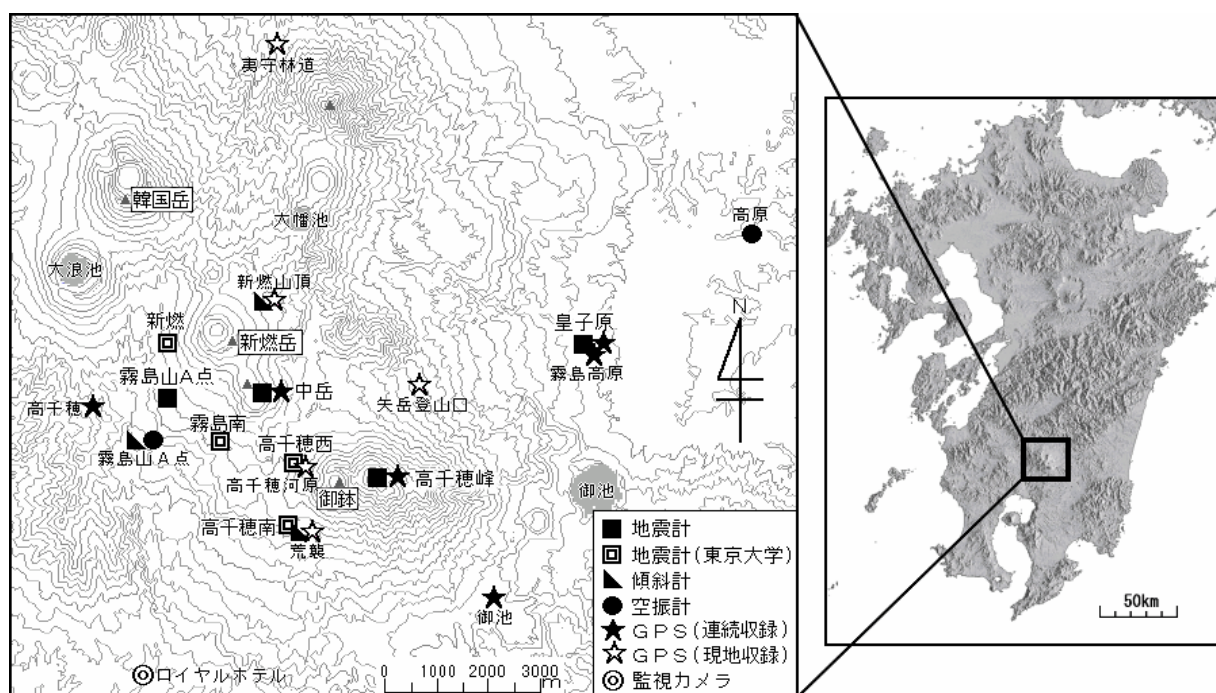 夷守林道
韓国岳
大幡池
高原
大浪池
新燃山頂
新燃
新燃岳
皇子原
霧島高原
N
霧島山A点
高千穂
中岳
矢岳登山口
霧島南
霧島山A点
高千穂西
高千穂河原
御鉢
高千穂峰
御池
高千穂南
荒襲
御池
ロイヤルホテル
0 1000 2000 3000
m
■ 地震計
地震計(東京大学)
傾斜計
● 空振計
★ GPS(連続収録)
☆ GPS(現地収録)
◎ 監視カメラ
50km